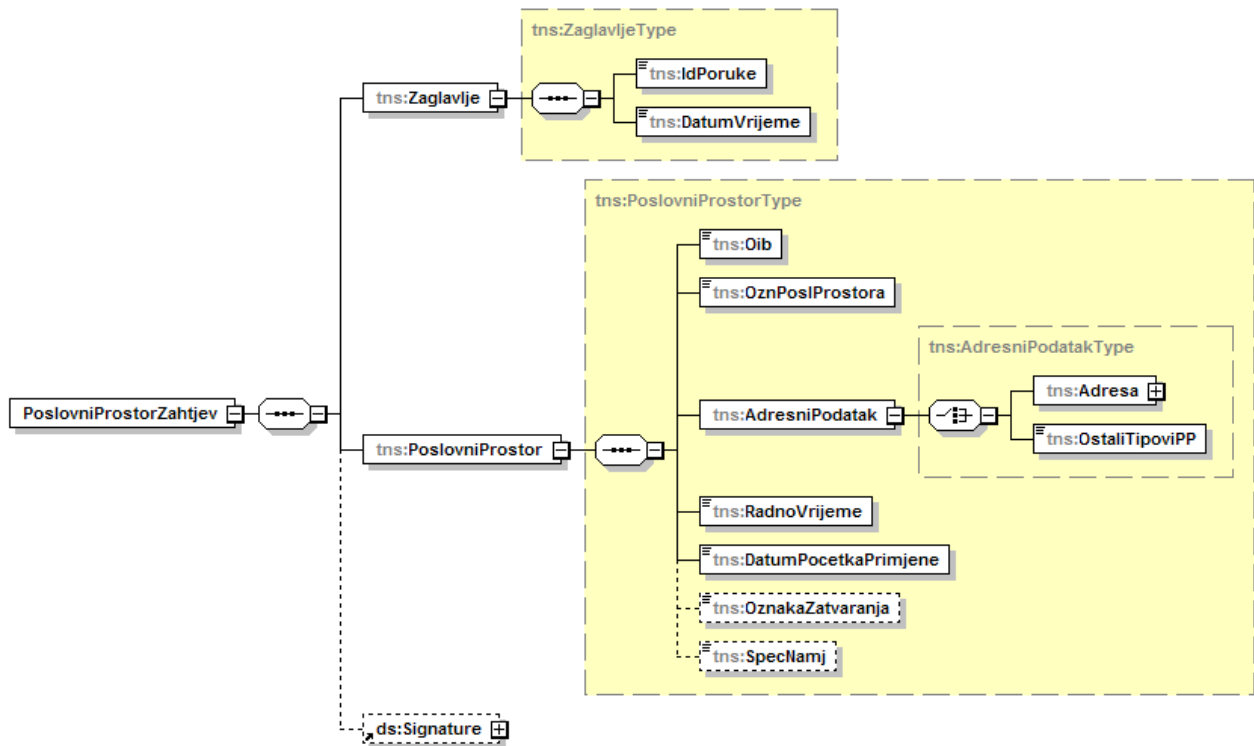 tns:ZaglavljeType
tns:IdPoruke
tns:Zaglavlje
tns:DatumVrijeme
tns:PoslovniProstorType
tns:Oib
tns:OznPoslProstora
tns:AdresniPodatakType
tns:Adresa
PoslovniProstorZahtjev
tns:AdresniPodatak
tns:OstaliTipoviPP
tns:PoslovniProstor
tns:RadnoVrijeme
tns:DatumPocetkaPrimjene
tns:OznakaZatvaranja
tns:SpecNamj
ds:Signature